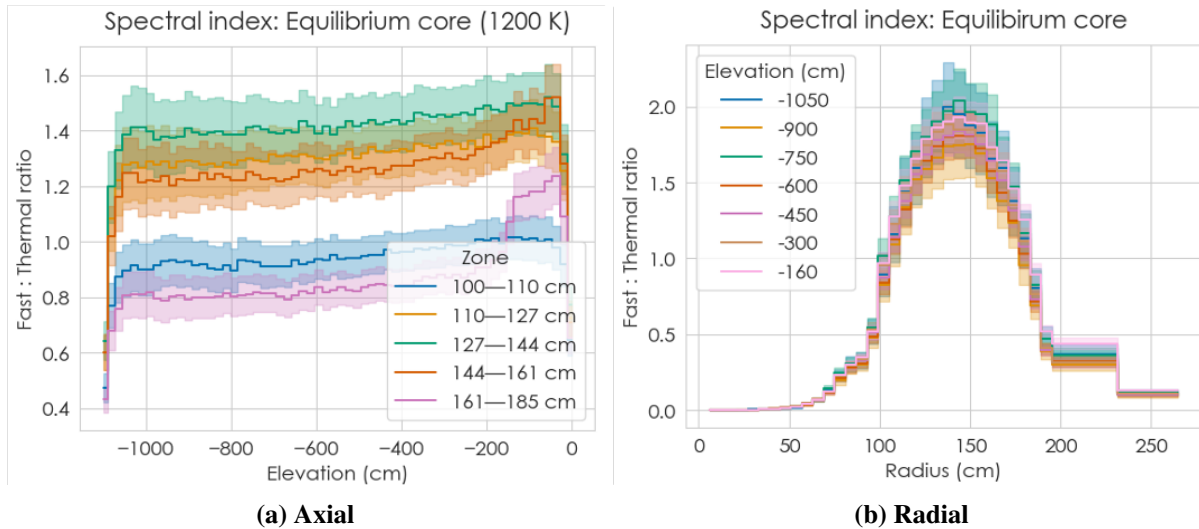 Spectral index: Equilibrium core (1200 K)
Fast : Thermal ratio
1.6
1.4
1.2
1.0
0.8
0.6
0.4
Zone
100—110 cm
110—127 cm
127—144 cm
144—161 cm
161—185 cm
−1000
−800
−600
−400
−200
0
Elevation (cm)
(a) Axial
Spectral index: Equilibirum core
Fast : Thermal ratio
2.0
1.5
1.0
0.5
0.0
Elevation (cm)
-1050
-900
-750
-600
-450
-300
-160
0
50
100
150
200
250
Radius (cm)
(b) Radial